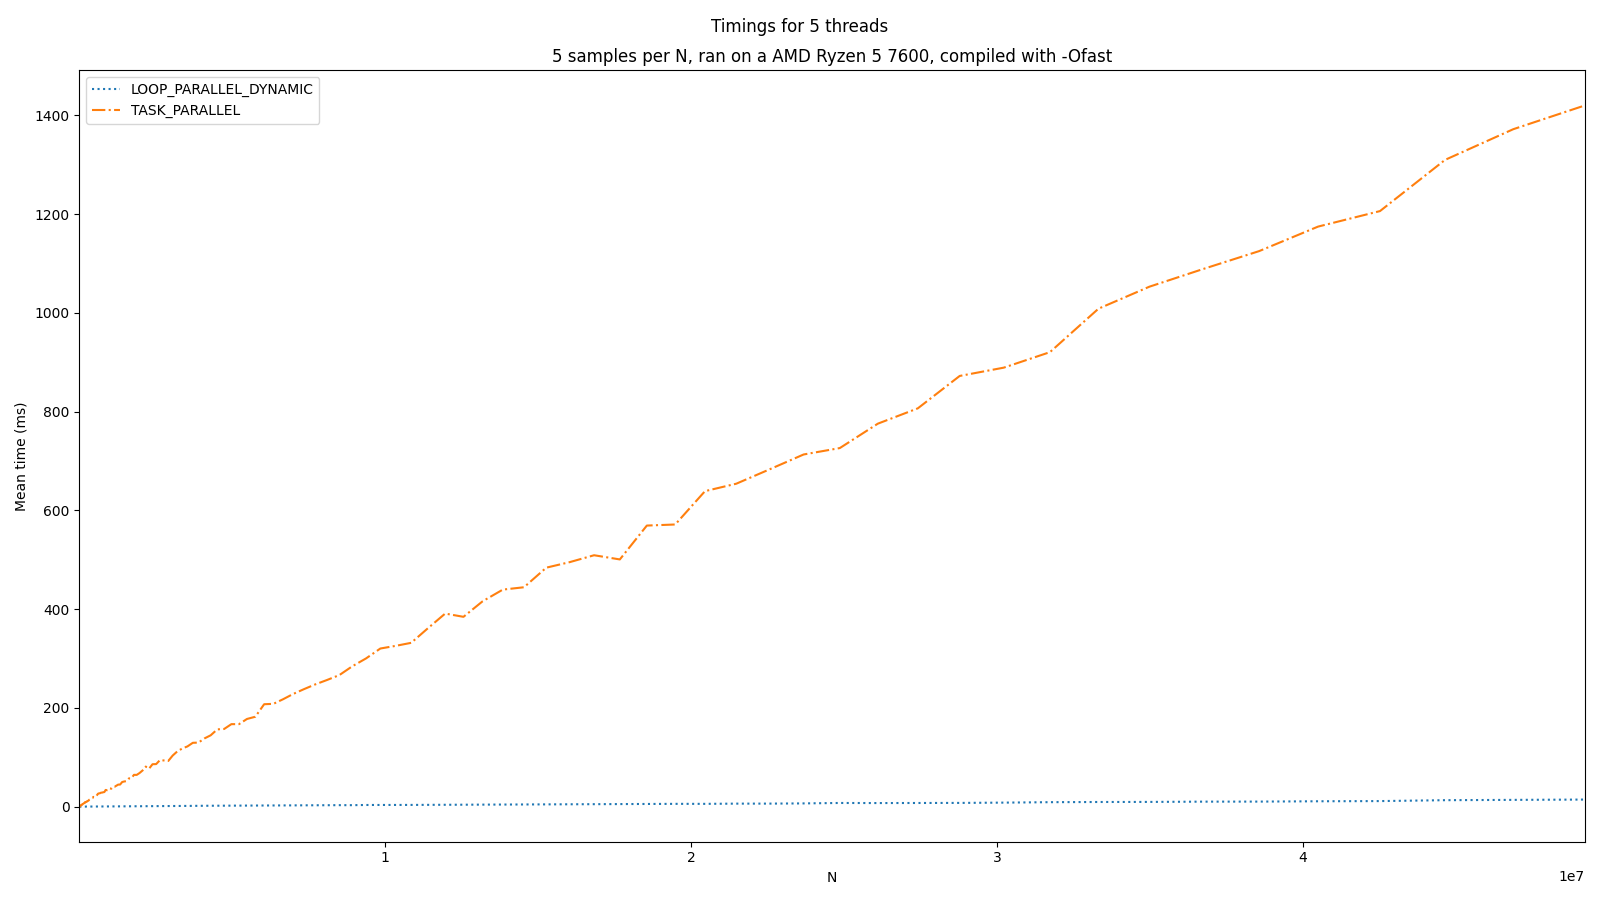 Timings for 5 threads
5 samples per N, ran on a AMD Ryzen 5 7600, compiled with -Ofast
LOOP_PARALLEL_DYNAMIC
TASK_PARALLEL
1400
1200
1000
800
600
400
200
0
Mean time (ms)
1 2 3 4
1e7
N